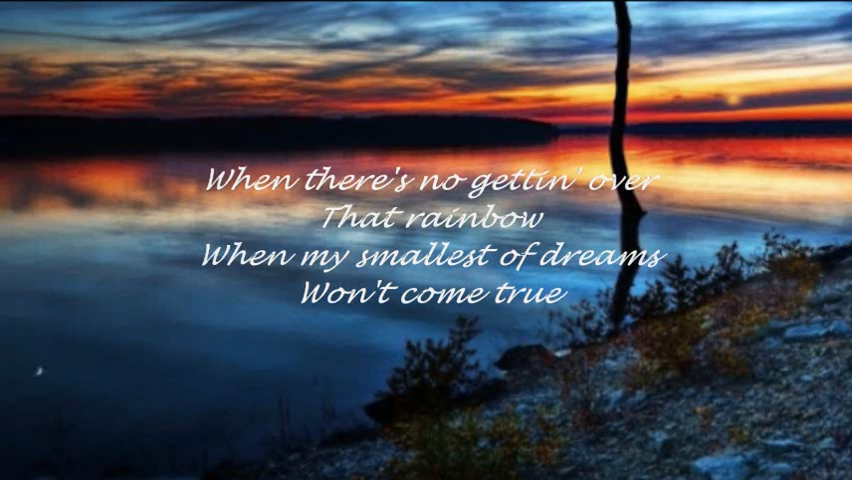 When there's no gettin' over
That rainbow
When my smallest of dreams
Won't come true